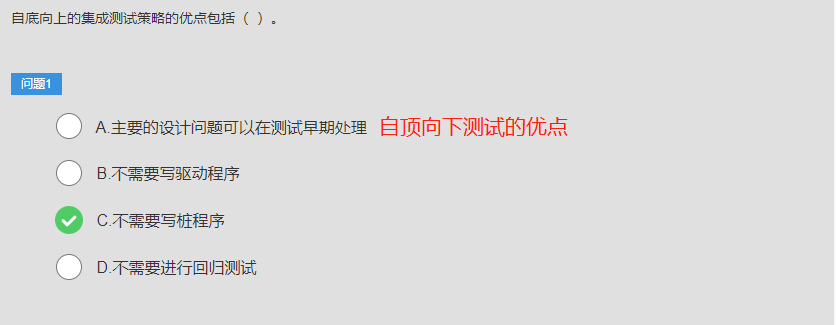 自底向上的集成测试策略的优点包括（ ）。
问题1
A.主要的设计问题可以在测试早期处理 自顶向下测试的优点
B.不需要写驱动程序
C.不需要写桩程序
D.不需要进行回归测试